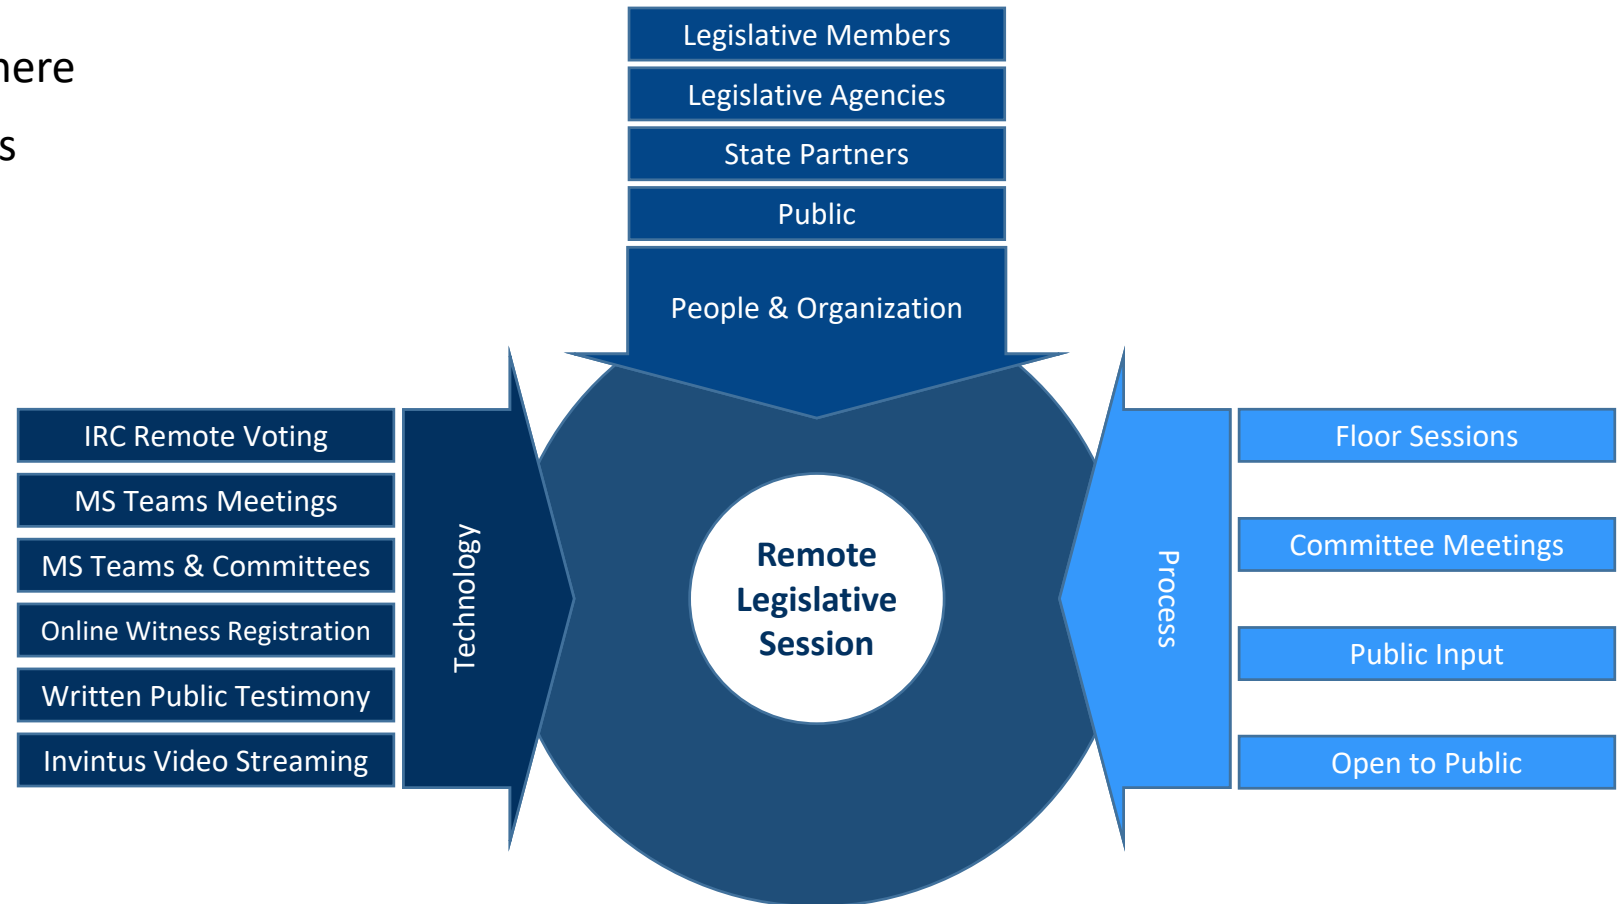 Legislative Members
Legislative Agencies
State Partners
Public
People & Organization
IRC Remote Voting
MS Teams Meetings
MS Teams & Committees
Online Witness Registration
Written Public Testimony
Invintus Video Streaming
Technology
Remote
Legislative
Session
Process
Floor Sessions
Committee Meetings
Public Input
Open to Public